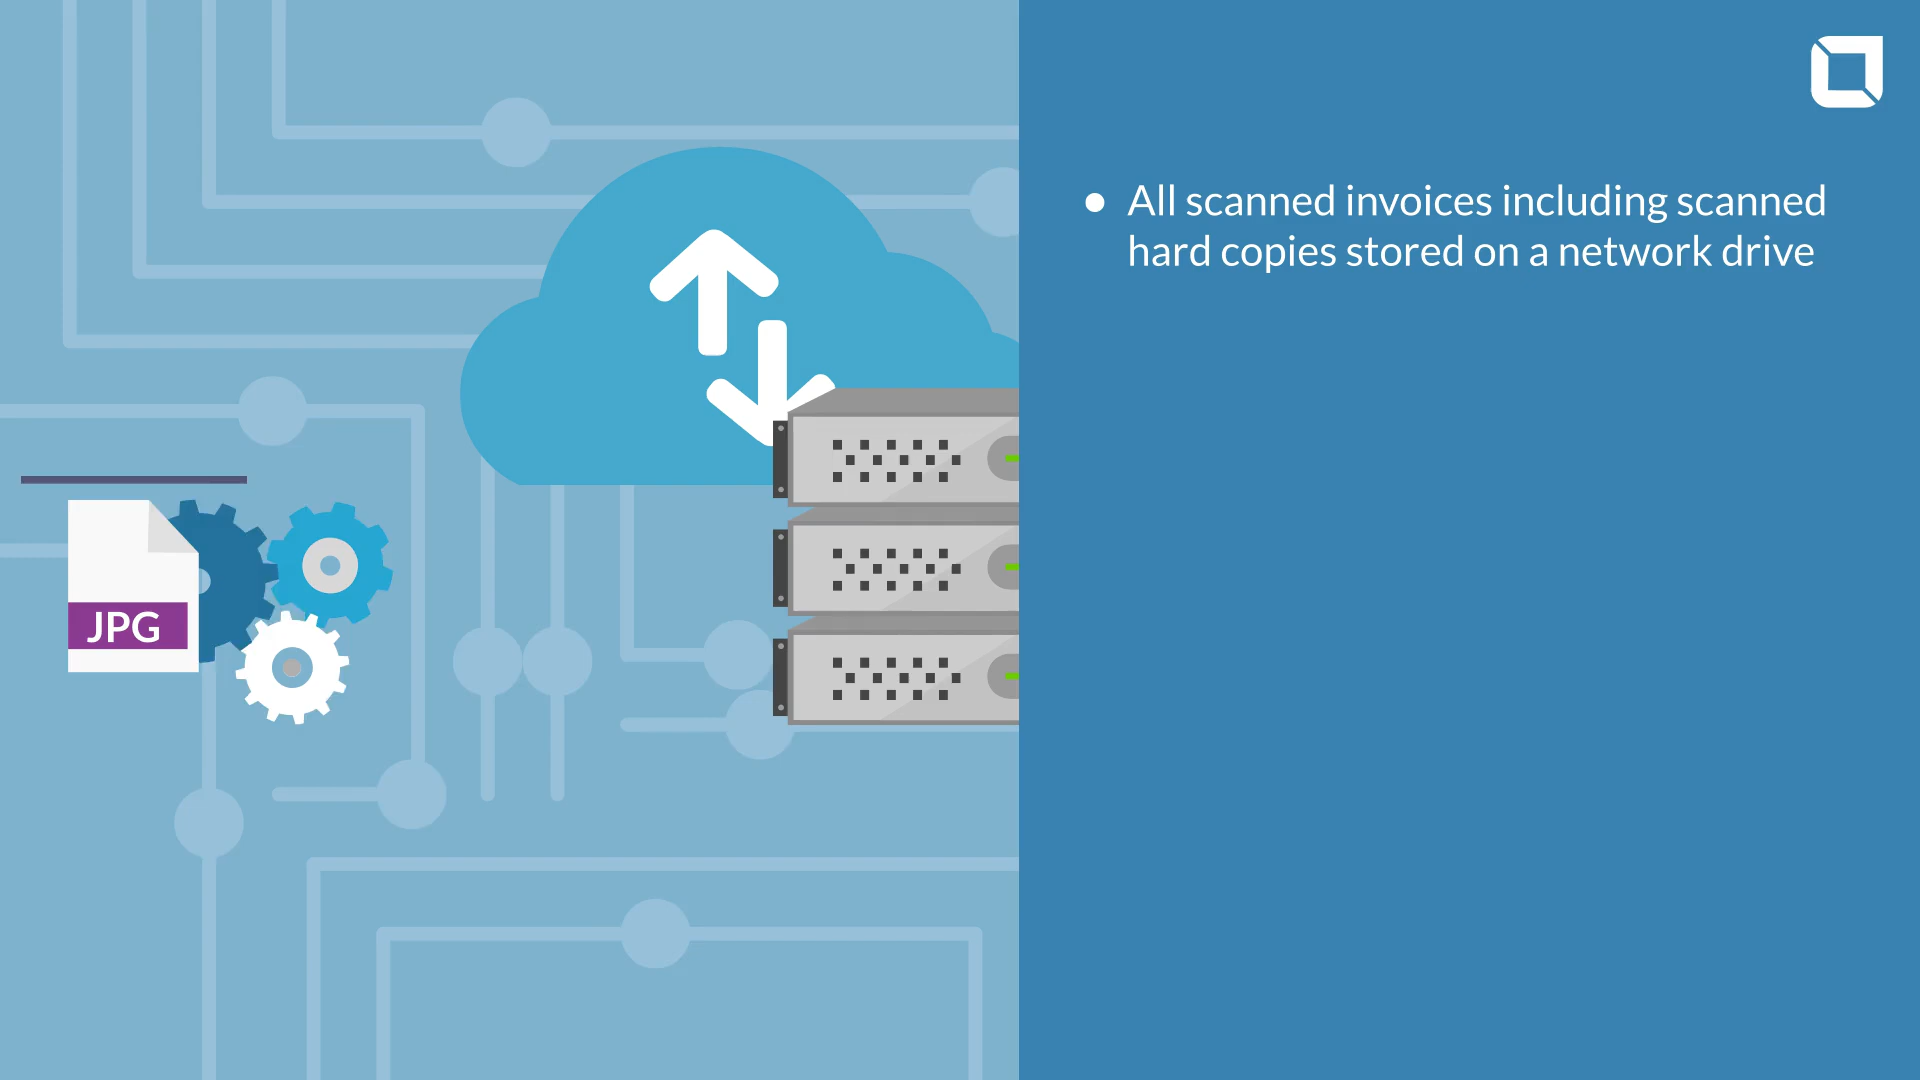 ● All scanned invoices including scanned
hard copies stored on a network drive
JPG